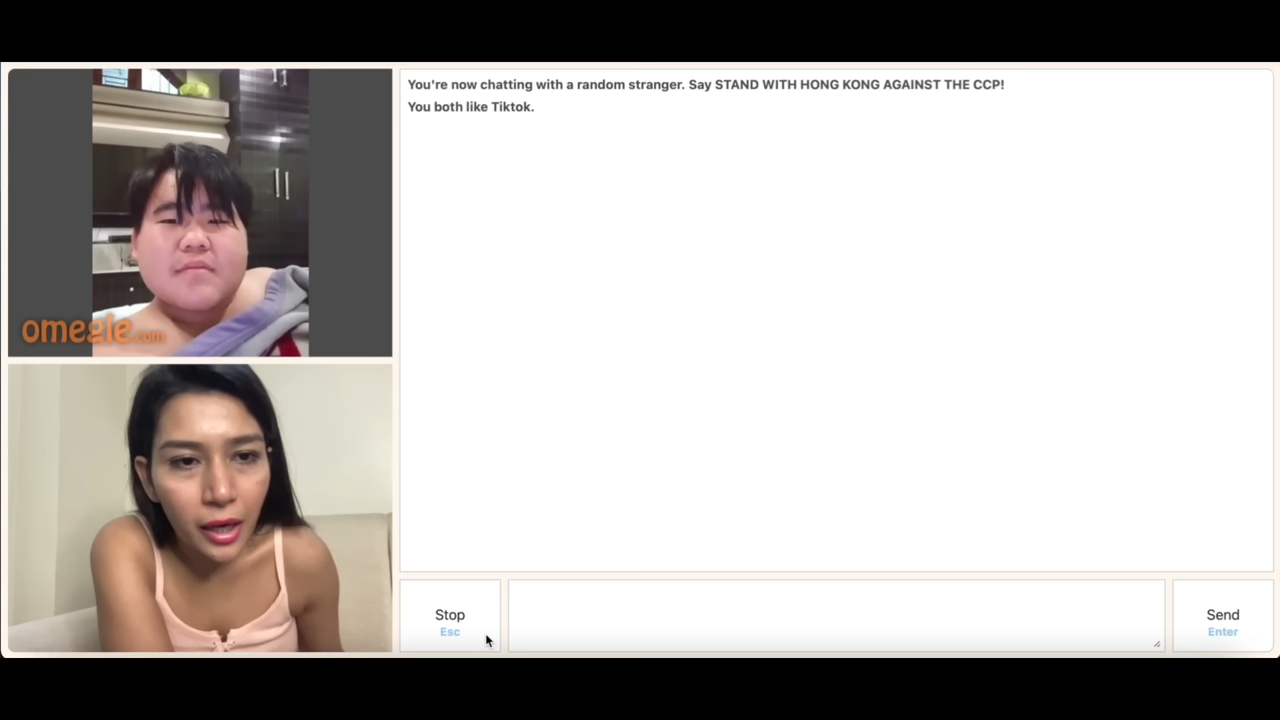 omegle.com
You're now chatting with a random stranger. Say STAND WITH HONG KONG AGAINST THE CCP!
You both like Tiktok.
Stop
Esc
Send
Enter